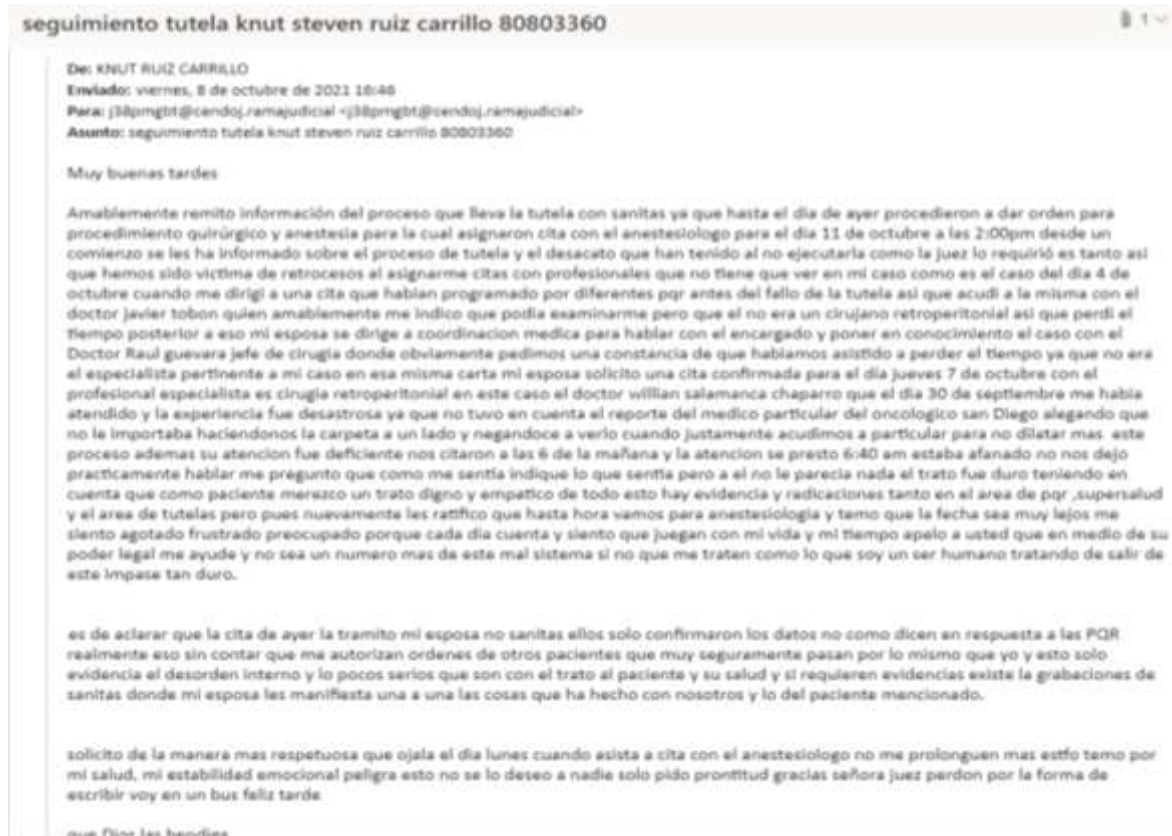 seguimiento tutela knut steven ruiz carrillo 80803360
1
De: KNUT RUIZ CARRILLO
Enviado: viernes, 8 de octubre de 2021 16:46
Para: j38pmgbt@cendoj.ramajudicial <j38pmgbt@cendoj.ramajudicial>
Asunto: seguimiento tutela knut steven ruiz carrillo 80803360
Muy buenas tardes
Amablemente remito información del proceso que lleva la tutela con sanitas ya que hasta el dia de ayer procedieron a dar orden para
procedimiento quirúrgico y anestesia para la cual asignaron cita con el anestesiologo para el dia 11 de octubre a las 2:00pm desde un
comienzo se les ha informado sobre el proceso de tutela y el desacato que han tenido al no ejecutarla como la juez lo requirió es tanto asi
que hemos sido victima de retrocesos al asignarme citas con profesionales que no tiene que ver en mi caso como es el caso del dia 4 de
octubre cuando me dirigi a una cita que habian programado por diferentes pqr antes del fallo de la tutela asi que acudi a la misma con el
doctor javier tobon quien amablemente me indico que podia examinarme pero que el no era un cirujano retroperitonial asi que perdi el
tiempo posterior a eso mi esposa se dirige a coordinacion medica para hablar con el encargado y poner en conocimiento el caso con el
Doctor Raul guevara jefe de cirugia donde obviamente pedimos una constancia de que habiamos asistido a perder el tiempo ya que no era
el especialista pertinente a mi caso en esa misma carta mi esposa solicito una cita confirmada para el dia jueves 7 de octubre con el
profesional especialista es cirugia retroperitonial en este caso el doctor willian salamanca chaparro que el dia 30 de septiembre me habia
atendido y la experiencia fue desastrosa ya que no tuvo en cuenta el reporte del medico particular del oncologico san Diego alegando que
no le importaba haciendonos la carpeta a un lado y negandoce a verlo cuando justamente acudimos a particular para no dilatar mas este
proceso ademas su atencion fue deficiente nos citaron a las 6 de la mañana y la atencion se presto 6:40 am estaba afanado no nos dejo
practicamente hablar me pregunto que como me sentia indique lo que sentia pero a el no le parecia nada el trato fue duro teniendo en
cuenta que como paciente merezco un trato digno y empatico de todo esto hay evidencia y radicaciones tanto en el area de pqr ,supersalud
y el area de tutelas pero pues nuevamente les ratifico que hasta hora vamos para anestesiologia y temo que la fecha sea muy lejos me
siento agotado frustrado preocupado porque cada dia cuenta y siento que juegan con mi vida y mi tiempo apelo a usted que en medio de su
poder legal me ayude y no sea un numero mas de este mal sistema si no que me traten como lo que soy un ser humano tratando de salir de
este impase tan duro.
es de aclarar que la cita de ayer la tramito mi esposa no sanitas ellos solo confirmaron los datos no como dicen en respuesta a las PQR
realmente eso sin contar que me autorizan ordenes de otros pacientes que muy seguramente pasan por lo mismo que yo y esto solo
evidencia el desorden interno y lo pocos serios que son con el trato al paciente y su salud y si requieren evidencias existe la grabaciones de
sanitas donde mi esposa les manifiesta una a una las cosas que ha hecho con nosotros y lo del paciente mencionado.
solicito de la manera mas respetuosa que ojala el dia lunes cuando asista a cita con el anestesiologo no me prolonguen mas temo por
mi salud, mi estabilidad emocional peligra esto no se lo deseo a nadie solo pido prontitud gracias señora juez perdon por la forma de
escribir voy en un bus feliz tarde
que Dios las bendiga